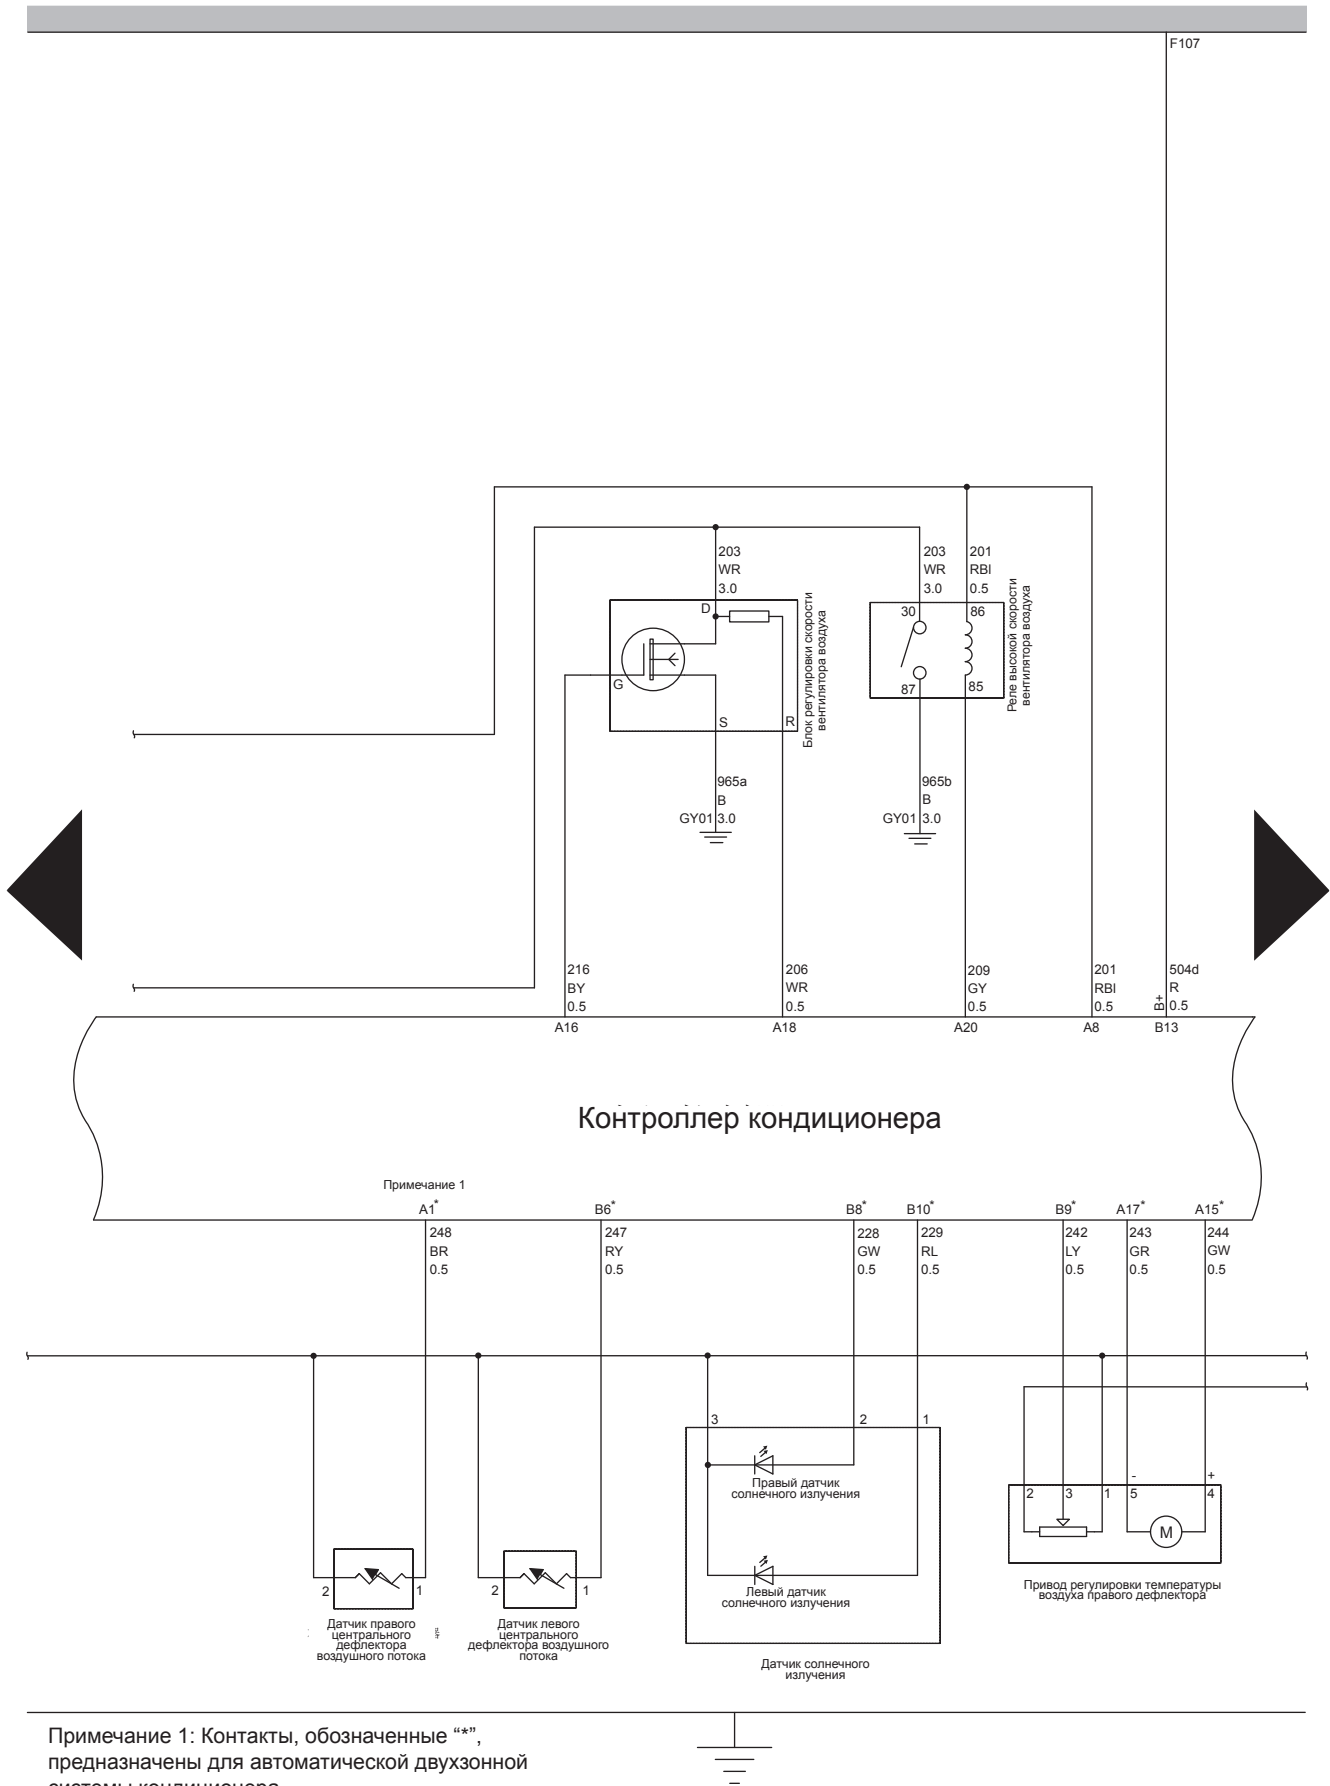 F107
203
WR
3.0
203
WR
3.0
201
RBl
0.5
D
G
S
R
Блок регулировки скорости
вентилятора воздуха
30
86
87
85
Реле высокой скорости
вентилятора воздуха
965a
B
GY01 3.0
965b
B
GY01 3.0
216
BY
0.5
206
WR
0.5
209
GY
0.5
201
RBl
0.5
504d
R
0.5
B+
A16
A18
A20
A8
B13
Контроллер кондиционера
Примечание 1
A1*
B6*
B8*
B10*
B9*
A17*
A15*
248
BR
0.5
247
RY
0.5
228
GW
0.5
229
RL
0.5
242
LY
0.5
243
GR
0.5
244
GW
0.5
3
2
1
Правый датчик
солнечного излучения
Левый датчик
солнечного излучения
Датчик солнечного
излучения
- +
2
3
1
5
4
M
Привод регулировки температуры
воздуха правого дефлектора
2
1
Датчик правого
центрального
дефлектора
воздушного потока
2
1
Датчик левого
центрального
дефлектора воздушного
потока
Примечание 1: Контакты, обозначенные “*”,
предназначены для автоматической двухзонной
системы кондиционера